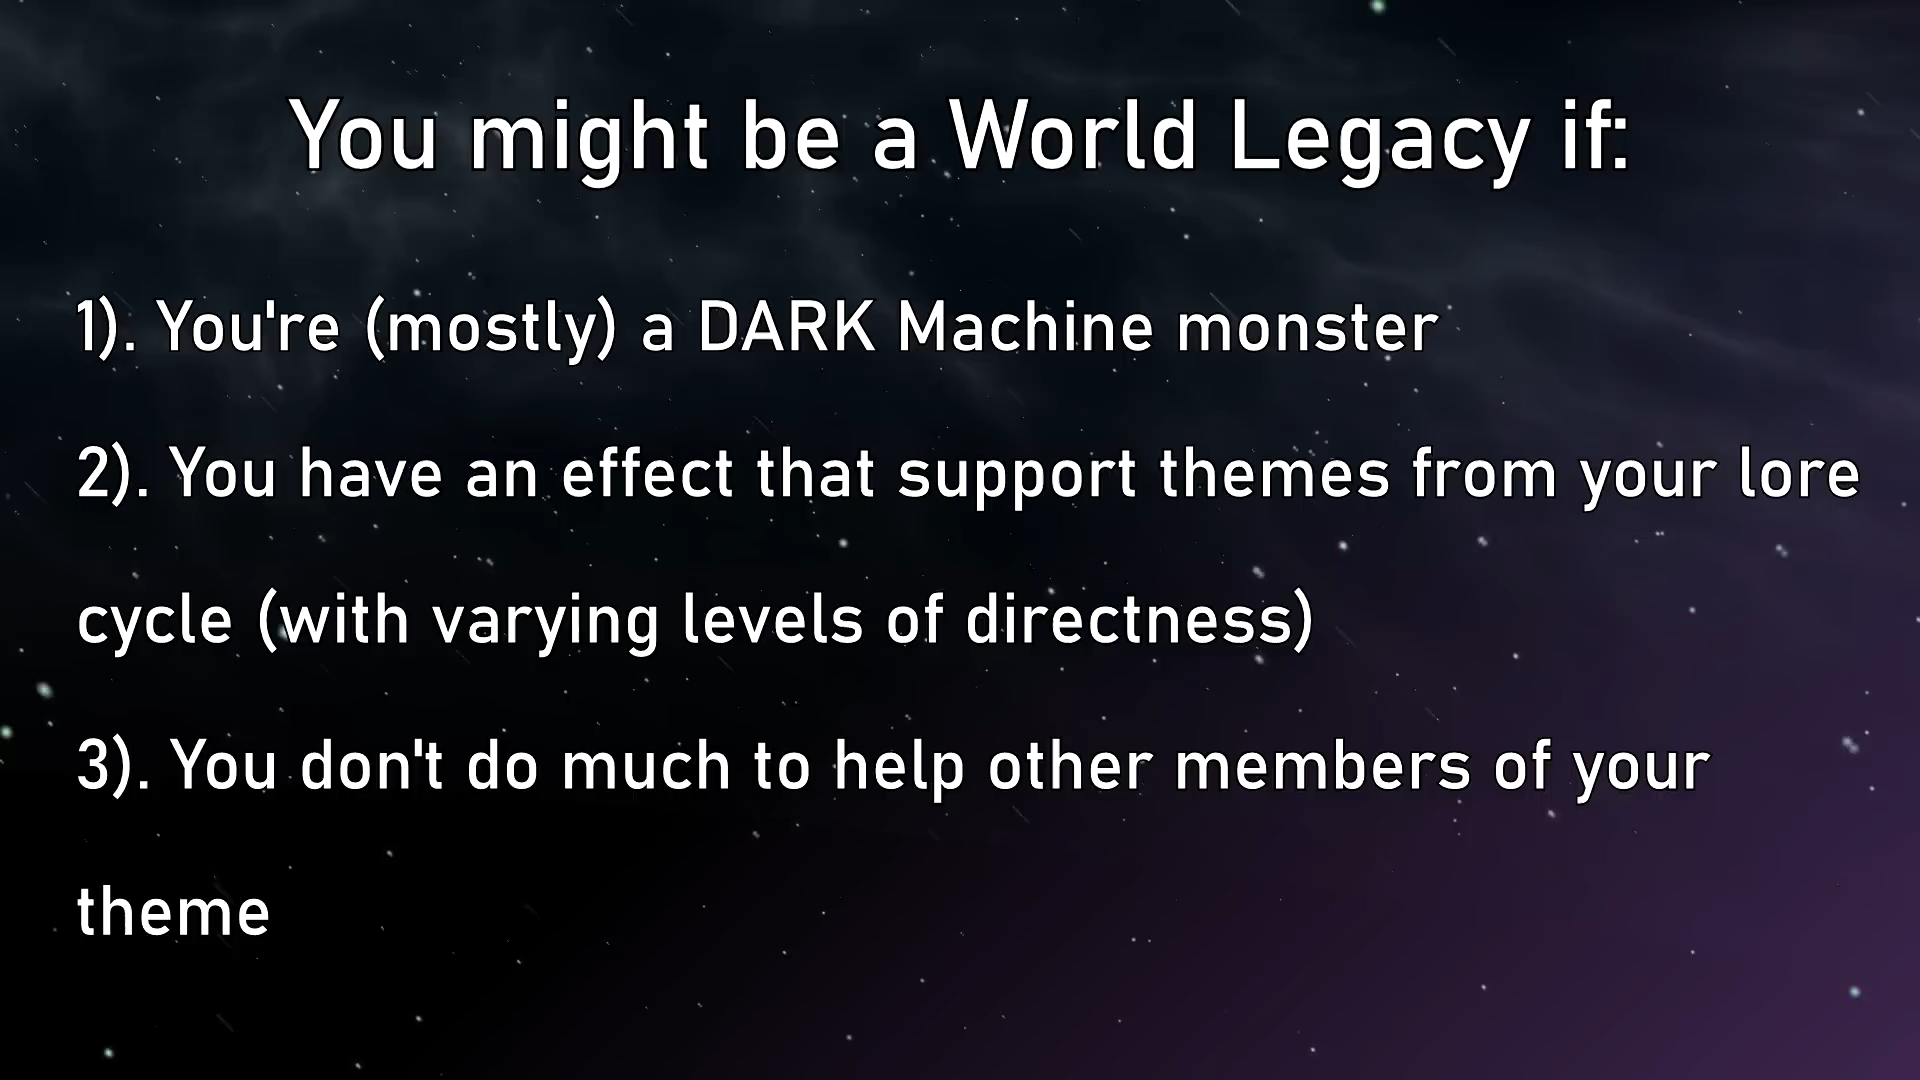 You might be a World Legacy if:
1). You're (mostly) a DARK Machine monster
2). You have an effect that support themes from your lore
cycle (with varying levels of directness)
3). You don't do much to help other members of your
theme